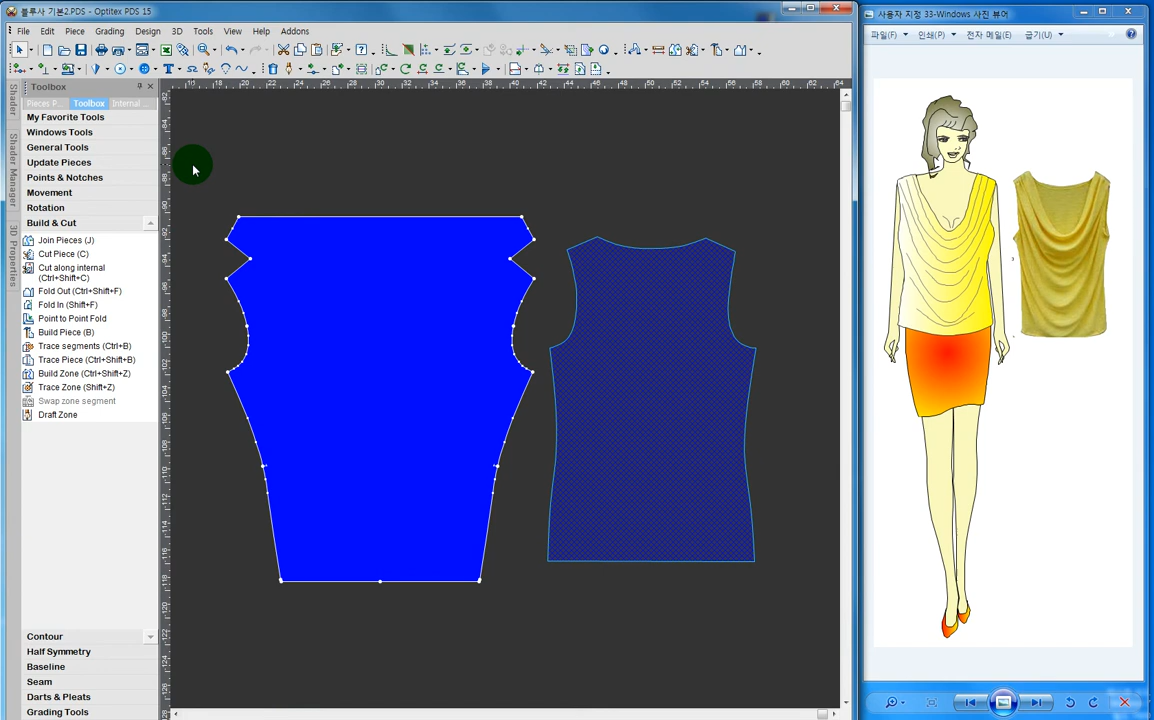 블루사 기본2.PDS - Optitex PDS 15
File Edit Piece Grading Design 3D Tools View Help Addons
Toolbox
Pieces P... Toolbox Internal ...
My Favorite Tools
Windows Tools
General Tools
Update Pieces
Points & Notches
Movement
Rotation
Build & Cut
Join Pieces (J)
Cut Piece (C)
Cut along internal
(Ctrl+Shift+C)
Fold Out (Ctrl+Shift+F)
Fold In (Shift+F)
Point to Point Fold
Build Piece (B)
Trace segments (Ctrl+B)
Trace Piece (Ctrl+Shift+B)
Build Zone (Ctrl+Shift+Z)
Trace Zone (Shift+Z)
Swap zone segment
Draft Zone
Contour
Half Symmetry
Baseline
Seam
Darts & Pleats
Grading Tools
Shader
Shader Manager
3D Properties
사용자 지정 33-Windows 사진 뷰어
파일(F) 인쇄(P) 전자 메일(E) 굽기(U)